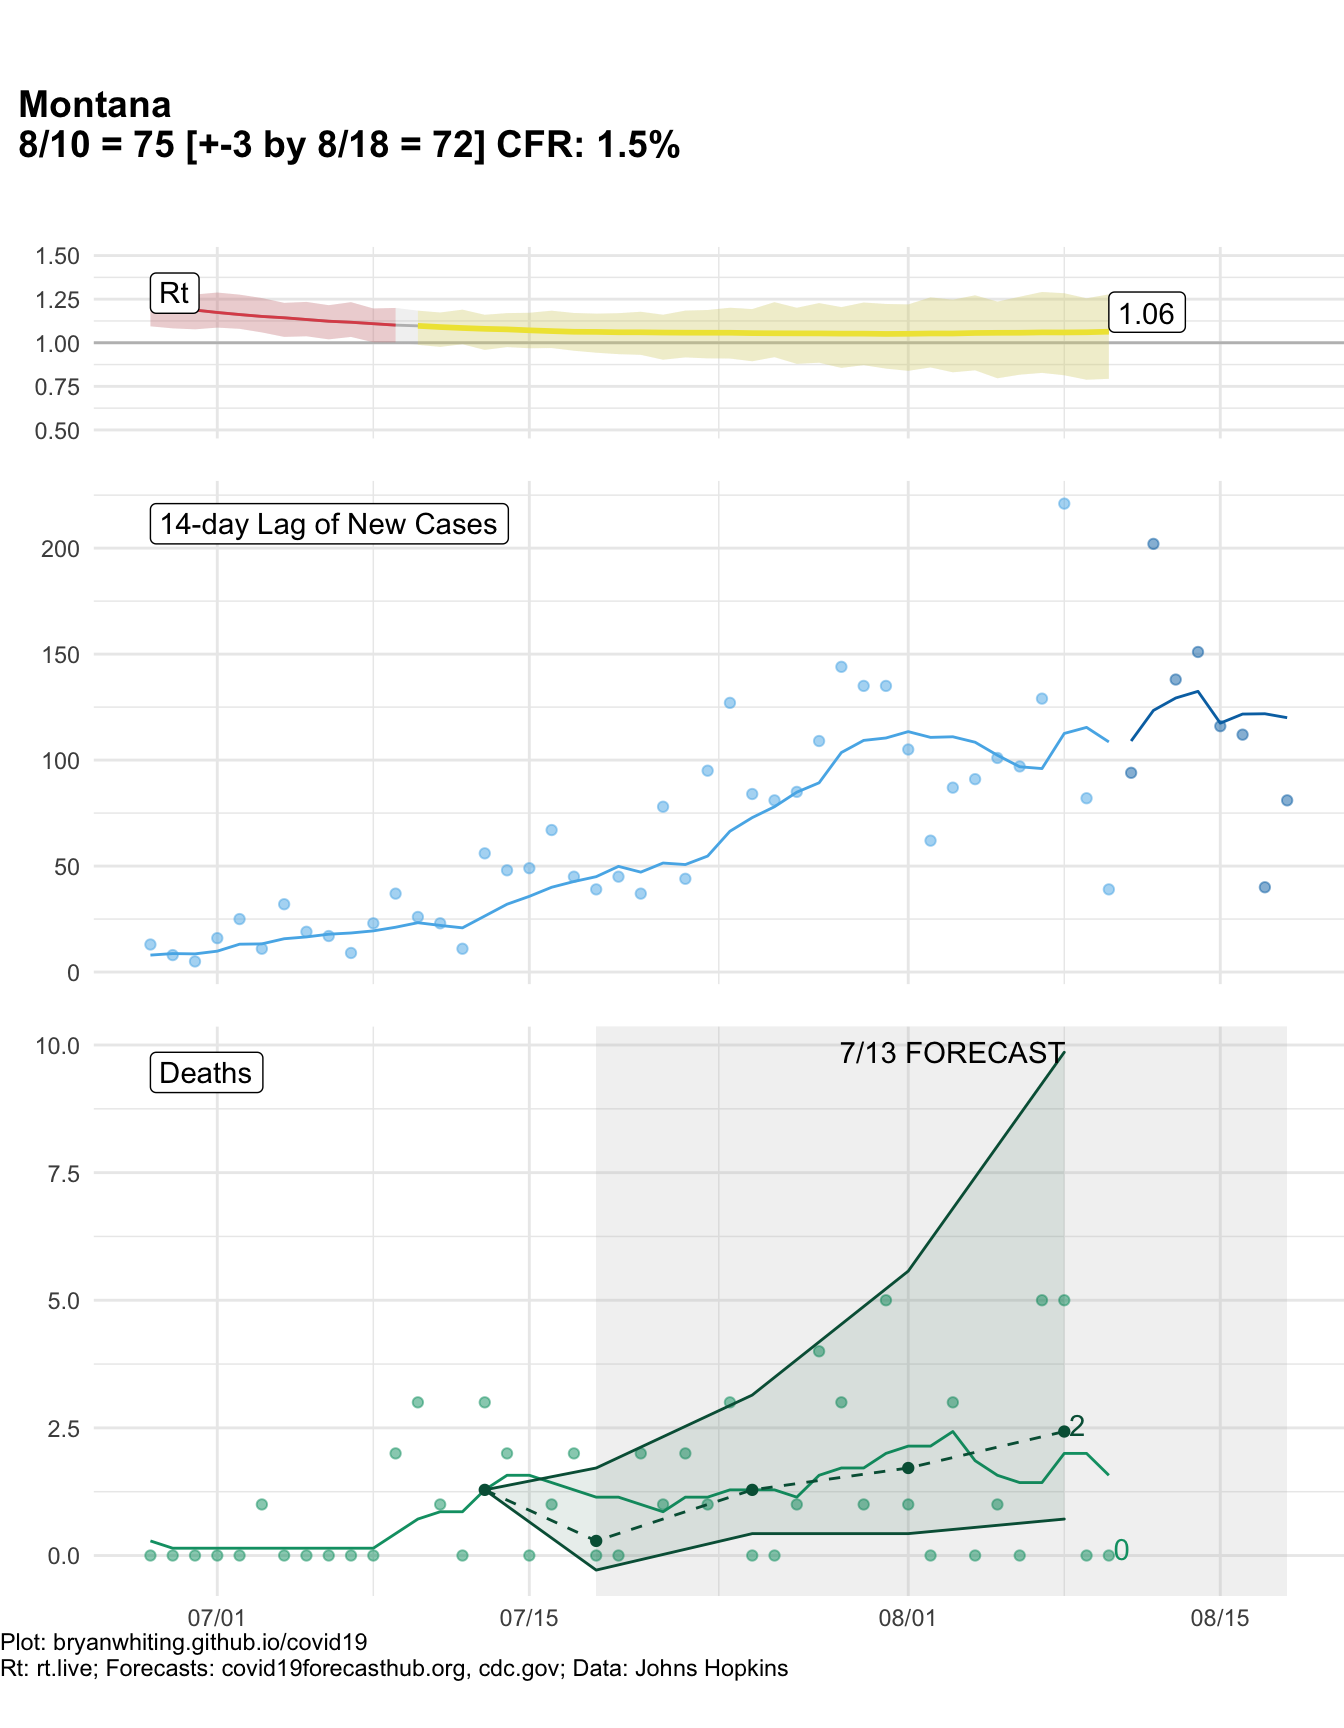 Montana
8/10 = 75 [+-3 by 8/18 = 72] CFR: 1.5%
1.50
1.25
1.00
0.75
0.50
Rt
1.06
14-day Lag of New Cases
200
150
100
50
0
10.0
7.5
5.0
2.5
0.0
Deaths
7/13 FORECAST
2
0
07/01
07/15
08/01
08/15
Plot: bryanwhiting.github.io/covid19
Rt: rt.live; Forecasts: covid19forecasthub.org, cdc.gov; Data: Johns Hopkins